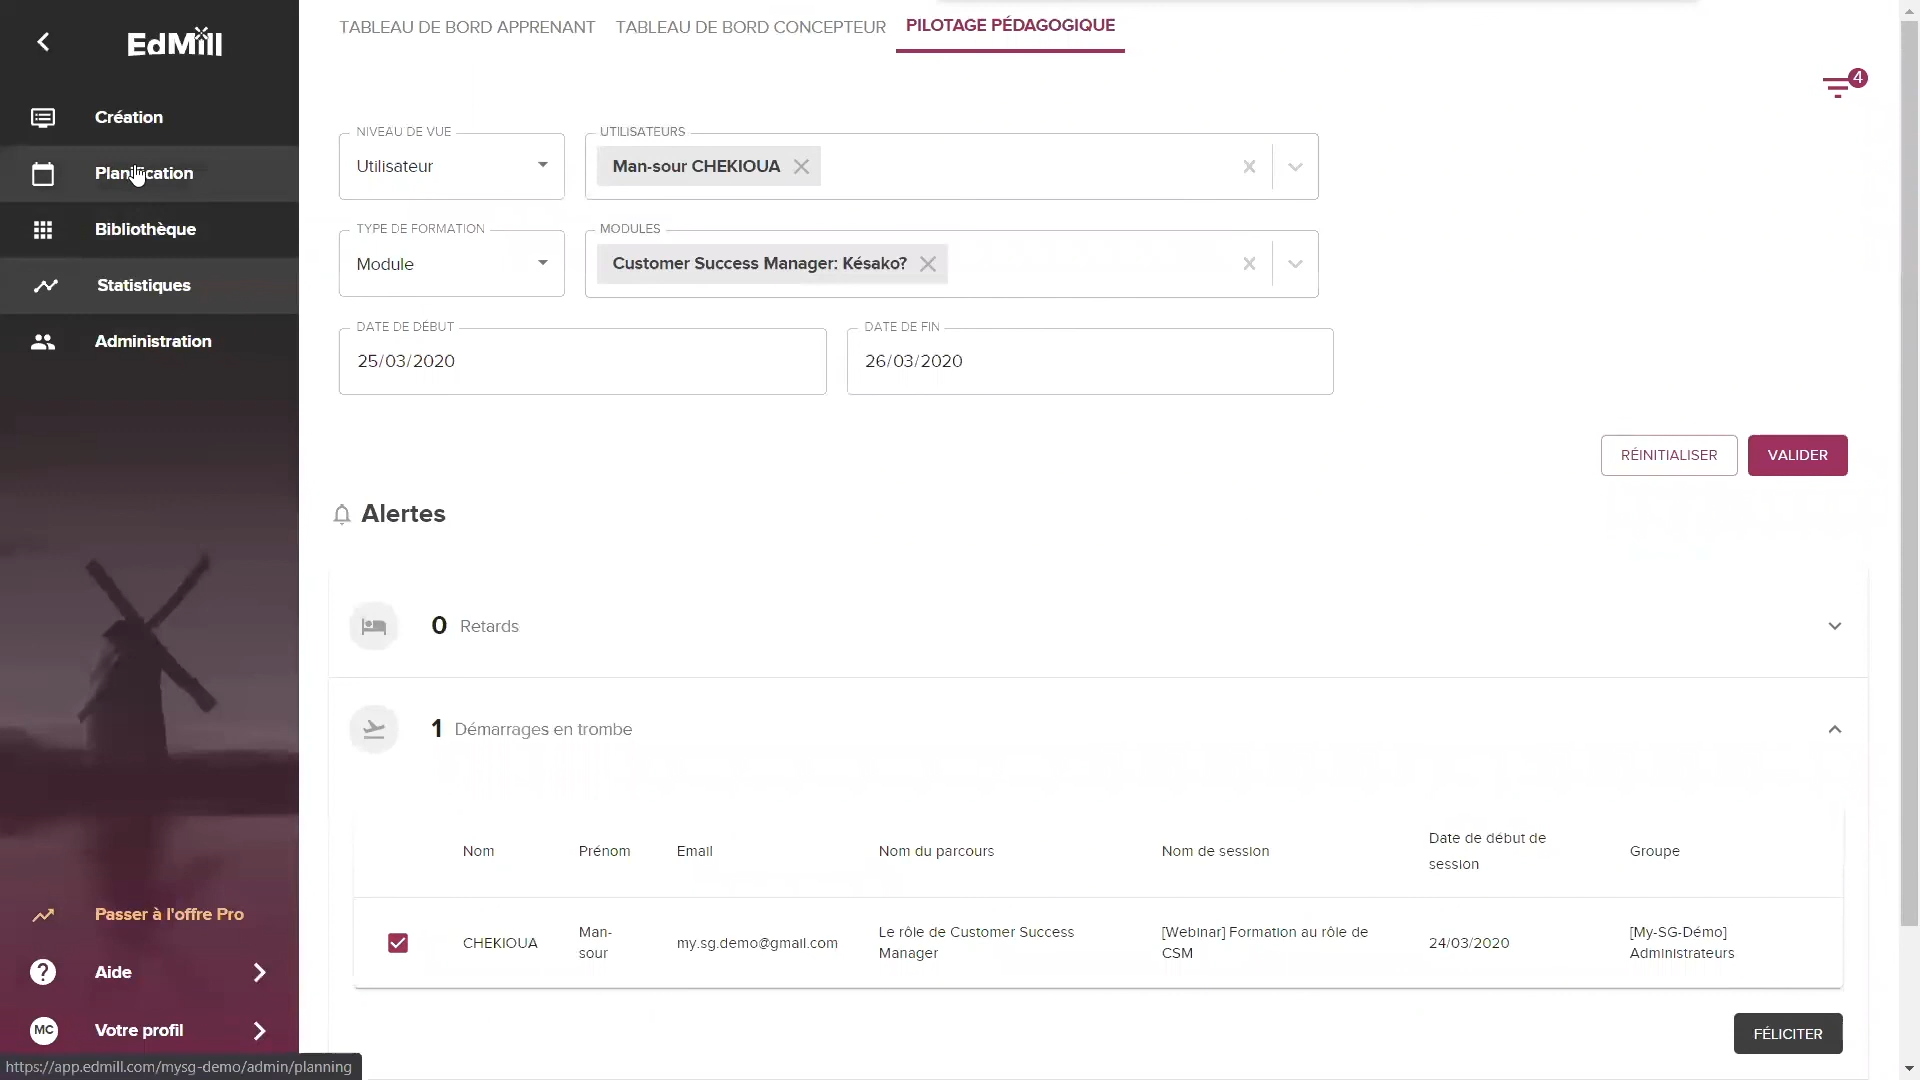 EdMill
Création
Planification
Bibliothèque
Statistiques
Administration
Passer à l'offre Pro
Aide
MC
Votre profil
https://app.edmill.com/mysg-demo/admin/planning
TABLEAU DE BORD APPRENANT
TABLEAU DE BORD CONCEPTEUR
PILOTAGE PÉDAGOGIQUE
4
NIVEAU DE VUE
Utilisateur
UTILISATEURS
Man-sour CHEKIOUA
TYPE DE FORMATION
Module
MODULES
Customer Success Manager: Késako?
DATE DE DÉBUT
25/03/2020
DATE DE FIN
26/03/2020
RÉINITIALISER
VALIDER
Alertes
0 Retards
1 Démarrages en trombe
Nom
Prénom
Email
Nom du parcours
Nom de session
Date de début de
session
Groupe
CHEKIOUA
Man-
sour
my.sg.demo@gmail.com
Le rôle de Customer Success
Manager
[Webinar] Formation au rôle de
CSM
24/03/2020
[My-SG-Démo]
Administrateurs
FÉLICITER